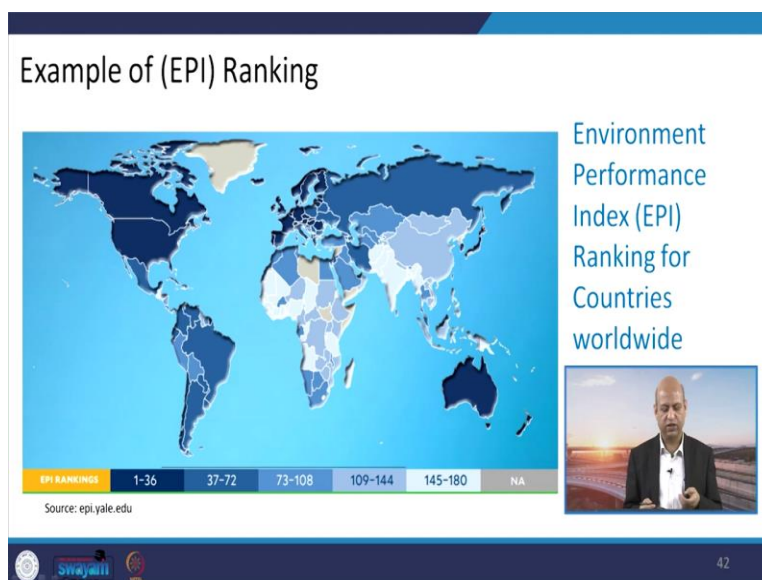 Example of (EPI) Ranking
Environment
Performance
Index (EPI)
Ranking for
Countries
worldwide
EPI RANKINGS 1-36 37-72 73-108 109-144 145-180 NA
Source: epi.yale.edu
swayam 42